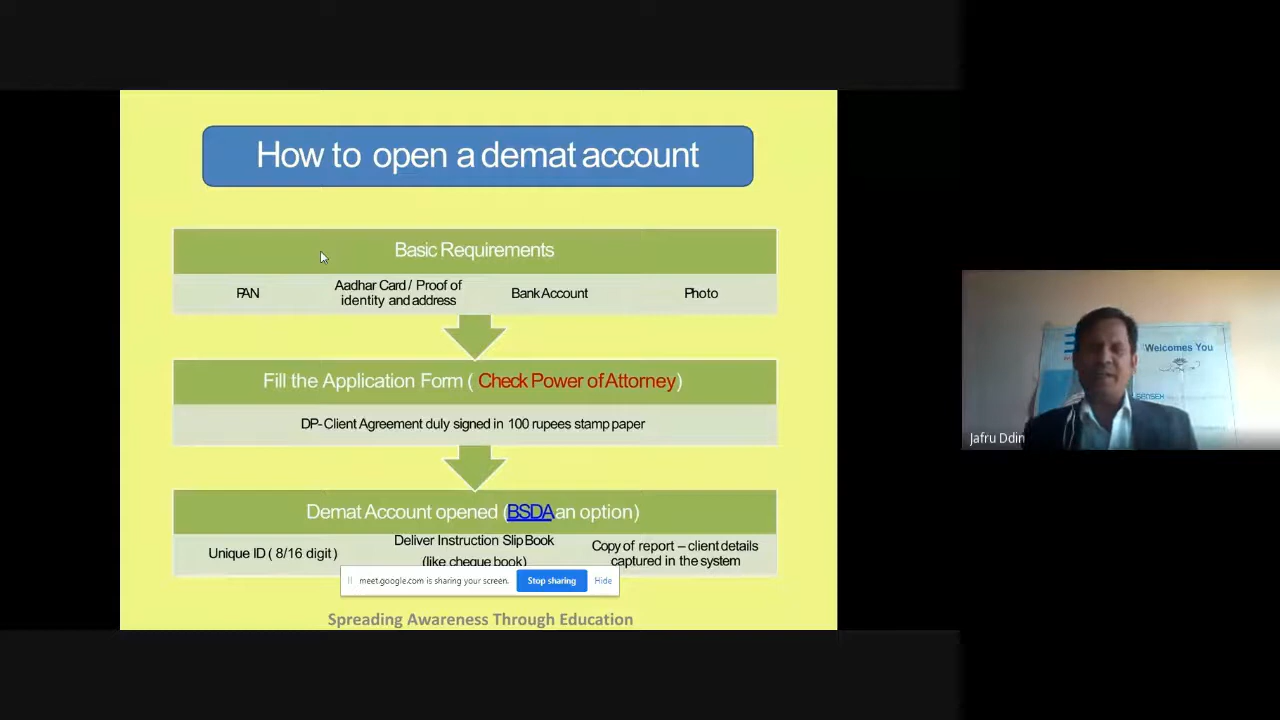 How to open a demat account
Basic Requirements
PAN
Aadhar Card / Proof of
identity and address
Bank Account
Photo
Fill the Application Form ( Check Power of Attorney)
DP- Client Agreement duly signed in 100 rupees stamp paper
Demat Account opened (BSDA an option)
Unique ID ( 8/16 digit )
Deliver Instruction Slip Book
(like cheque book)
Copy of report – client details
captured in the system
meet.google.com is sharing your screen.
Stop sharing
Hide
Spreading Awareness Through Education
Welcomes You
Jafru Ddin